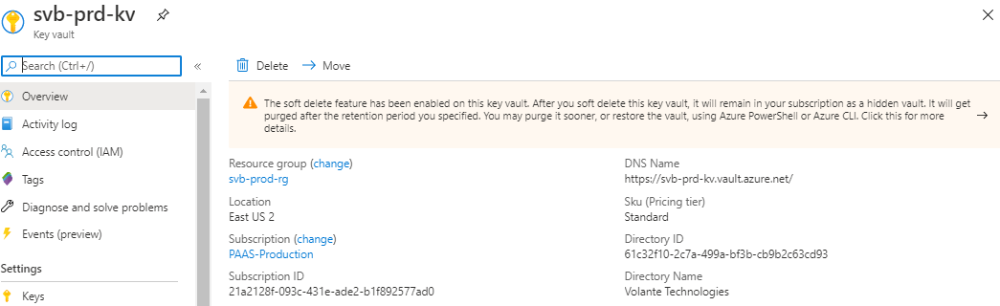 svb-prd-kv
Key vault
Search (Ctrl+/)
Overview
Activity log
Access control (IAM)
Tags
Diagnose and solve problems
Events (preview)
Settings
Keys
Delete
Move
The soft delete feature has been enabled on this key vault. After you soft delete this key vault, it will remain in your subscription as a hidden vault. It will get
purged after the retention period you specified. You may purge it sooner, or restore the vault, using Azure PowerShell or Azure CLI. Click this for more
details.
Resource group (change)
svb-prod-rg
Location
East US 2
Subscription (change)
PAAS-Production
Subscription ID
21a2128f-093c-431e-ade2-b1f892577ad0
DNS Name
https://svb-prd-kv.vault.azure.net/
Sku (Pricing tier)
Standard
Directory ID
61c32f10-2c7a-499a-bf3b-cb9b2c63cd93
Directory Name
Volante Technologies